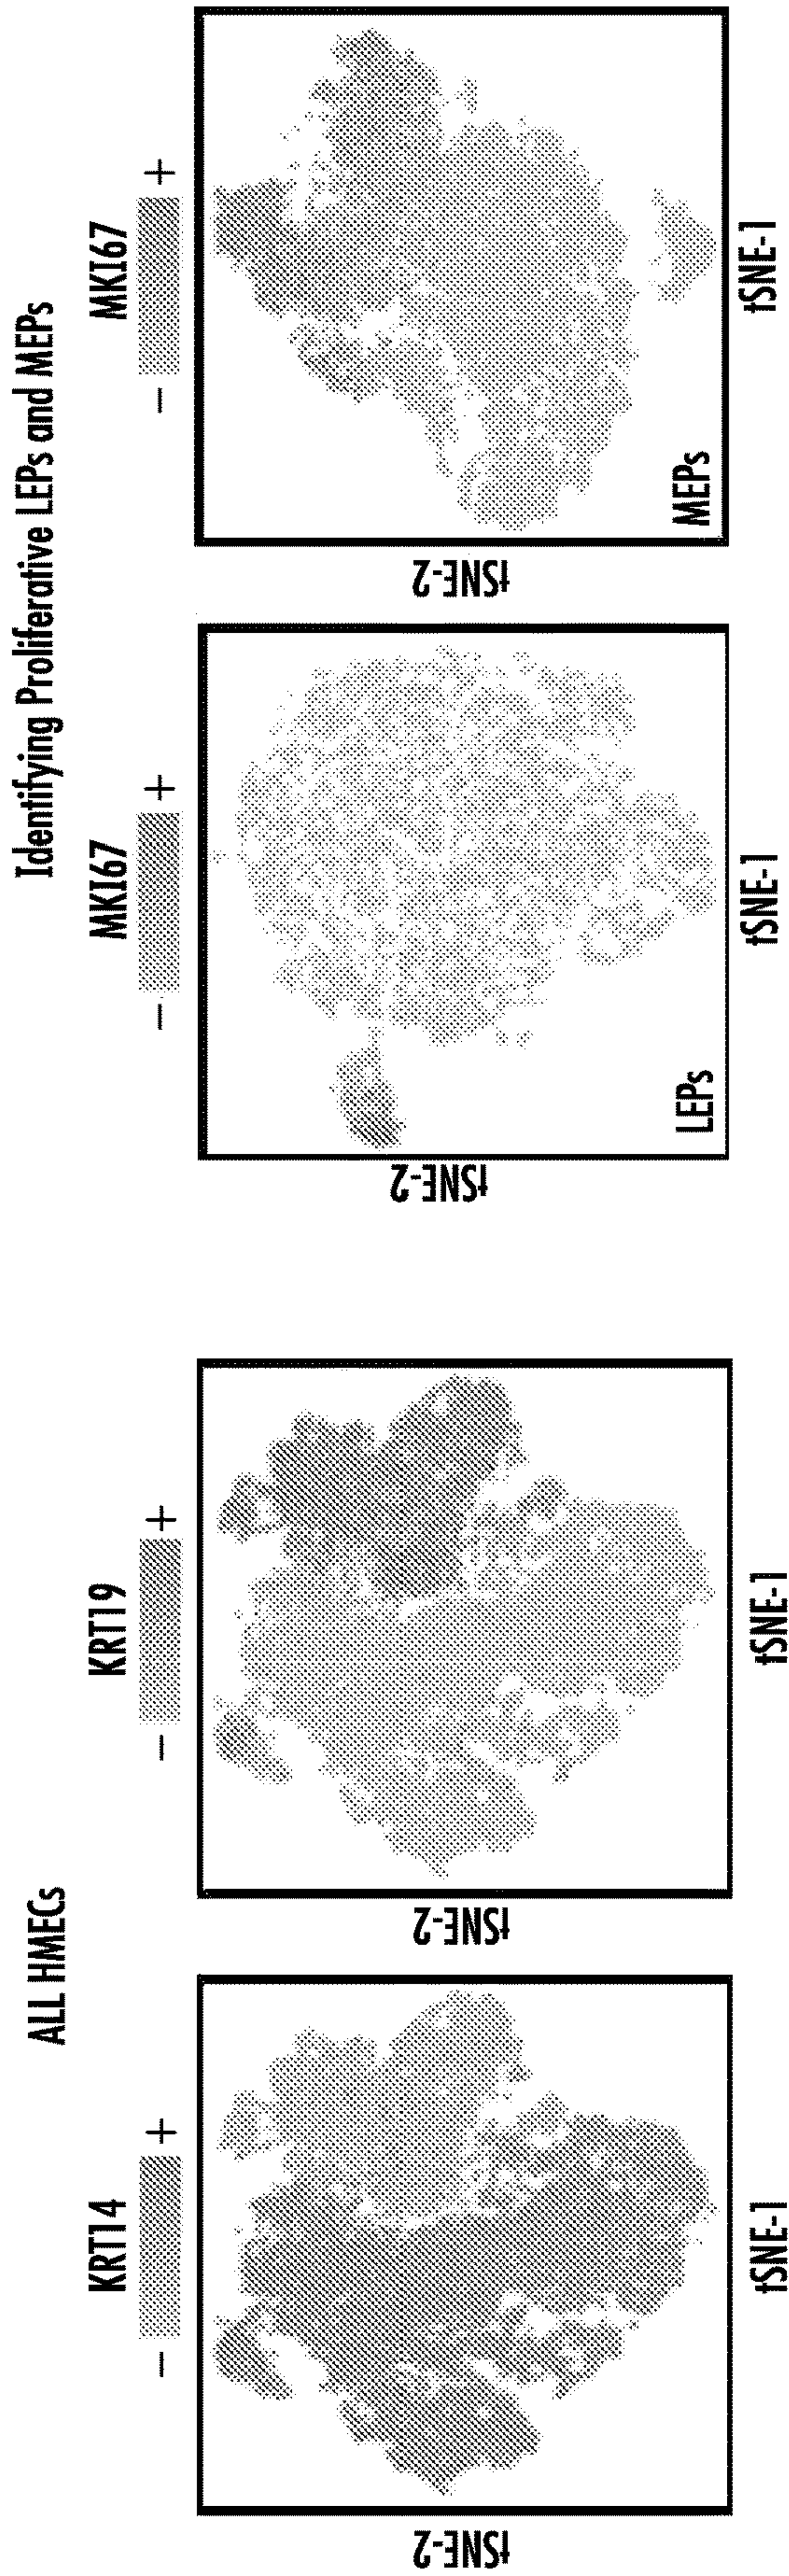 ALL HMECs
Identifying Proliferative LEPs and MEPs
KRT14
− +
tSNE-2
tSNE-1
KRT19
− +
tSNE-2
tSNE-1
MKI67
− +
tSNE-2
LEPs
tSNE-1
MKI67
− +
tSNE-2
MEPs
tSNE-1